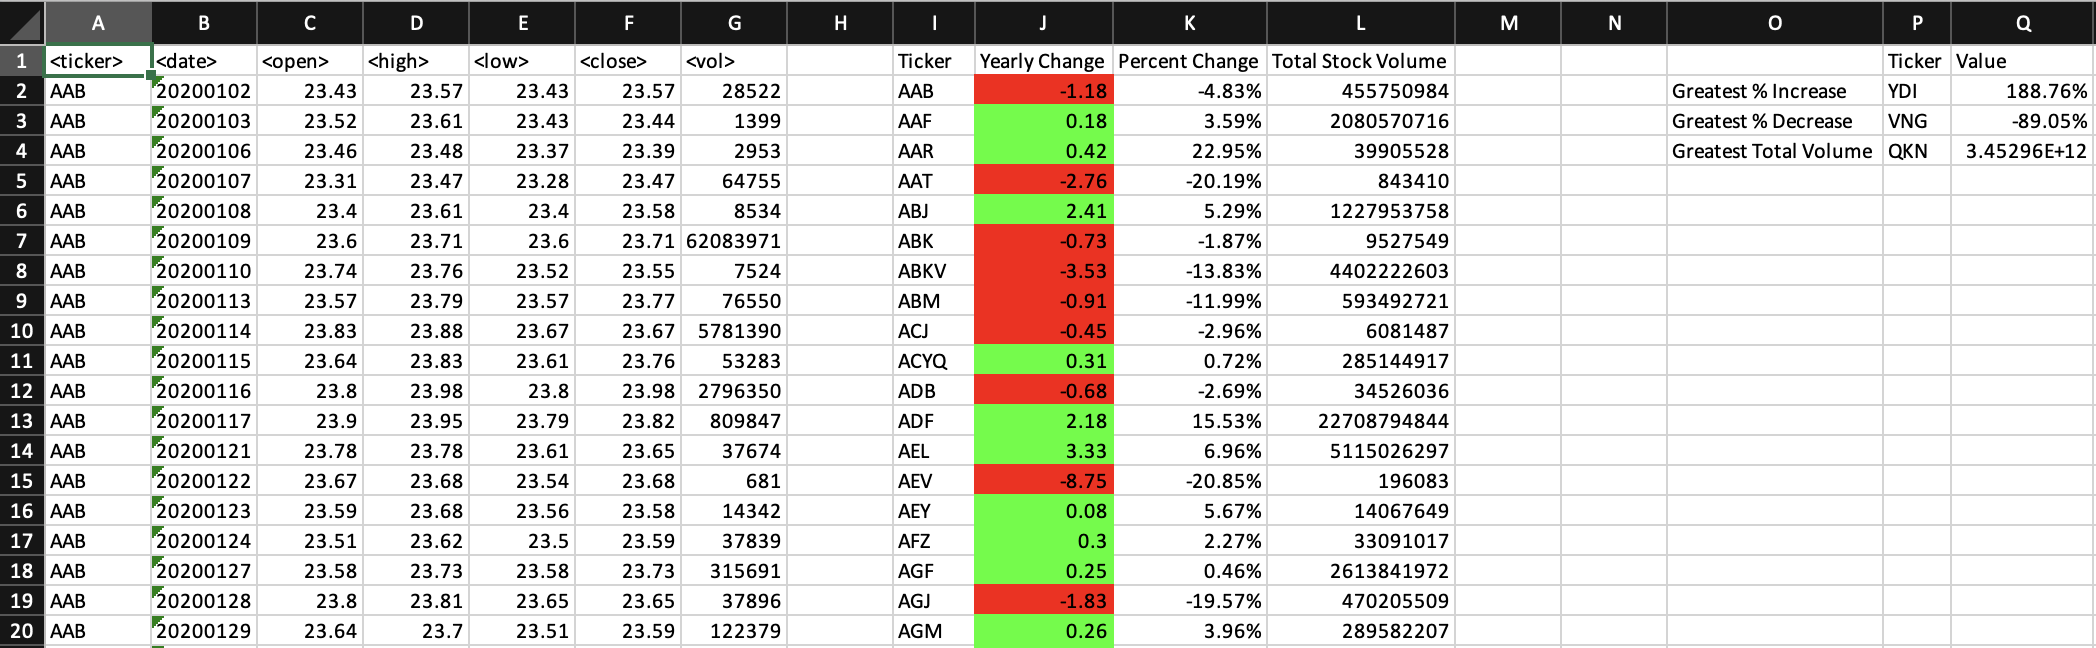 A B C D E F G H I J K L M N O P Q
1 <ticker> <date> <open> <high> <low> <close> <vol> Ticker Yearly Change Percent Change Total Stock Volume Ticker Value
2 AAB 20200102 23.43 23.57 23.43 23.57 28522 AAB -1.18 -4.83% 455750984 Greatest % Increase YDI 188.76%
3 AAB 20200103 23.52 23.61 23.43 23.44 1399 AAF 0.18 3.59% 2080570716 Greatest % Decrease VNG -89.05%
4 AAB 20200106 23.46 23.48 23.37 23.39 2953 AAR 0.42 22.95% 39905528 Greatest Total Volume QKN 3.45296E+12
5 AAB 20200107 23.31 23.47 23.28 23.47 64755 AAT -2.76 -20.19% 843410
6 AAB 20200108 23.4 23.61 23.4 23.58 8534 ABJ 2.41 5.29% 1227953758
7 AAB 20200109 23.6 23.71 23.6 23.71 62083971 ABK -0.73 -1.87% 9527549
8 AAB 20200110 23.74 23.76 23.52 23.55 7524 ABKV -3.53 -13.83% 4402222603
9 AAB 20200113 23.57 23.79 23.57 23.77 76550 ABM -0.91 -11.99% 593492721
10 AAB 20200114 23.83 23.88 23.67 23.67 5781390 ACJ -0.45 -2.96% 6081487
11 AAB 20200115 23.64 23.83 23.61 23.76 53283 ACYQ 0.31 0.72% 285144917
12 AAB 20200116 23.8 23.98 23.8 23.98 2796350 ADB -0.68 -2.69% 34526036
13 AAB 20200117 23.9 23.95 23.79 23.82 809847 ADF 2.18 15.53% 22708794844
14 AAB 20200121 23.78 23.78 23.61 23.65 37674 AEL 3.33 6.96% 5115026297
15 AAB 20200122 23.67 23.68 23.54 23.68 681 AEV -8.75 -20.85% 196083
16 AAB 20200123 23.59 23.68 23.56 23.58 14342 AEY 0.08 5.67% 14067649
17 AAB 20200124 23.51 23.62 23.5 23.59 37839 AFZ 0.3 2.27% 33091017
18 AAB 20200127 23.58 23.73 23.58 23.73 315691 AGF 0.25 0.46% 2613841972
19 AAB 20200128 23.8 23.81 23.65 23.65 37896 AGJ -1.83 -19.57% 470205509
20 AAB 20200129 23.64 23.7 23.51 23.59 122379 AGM 0.26 3.96% 289582207